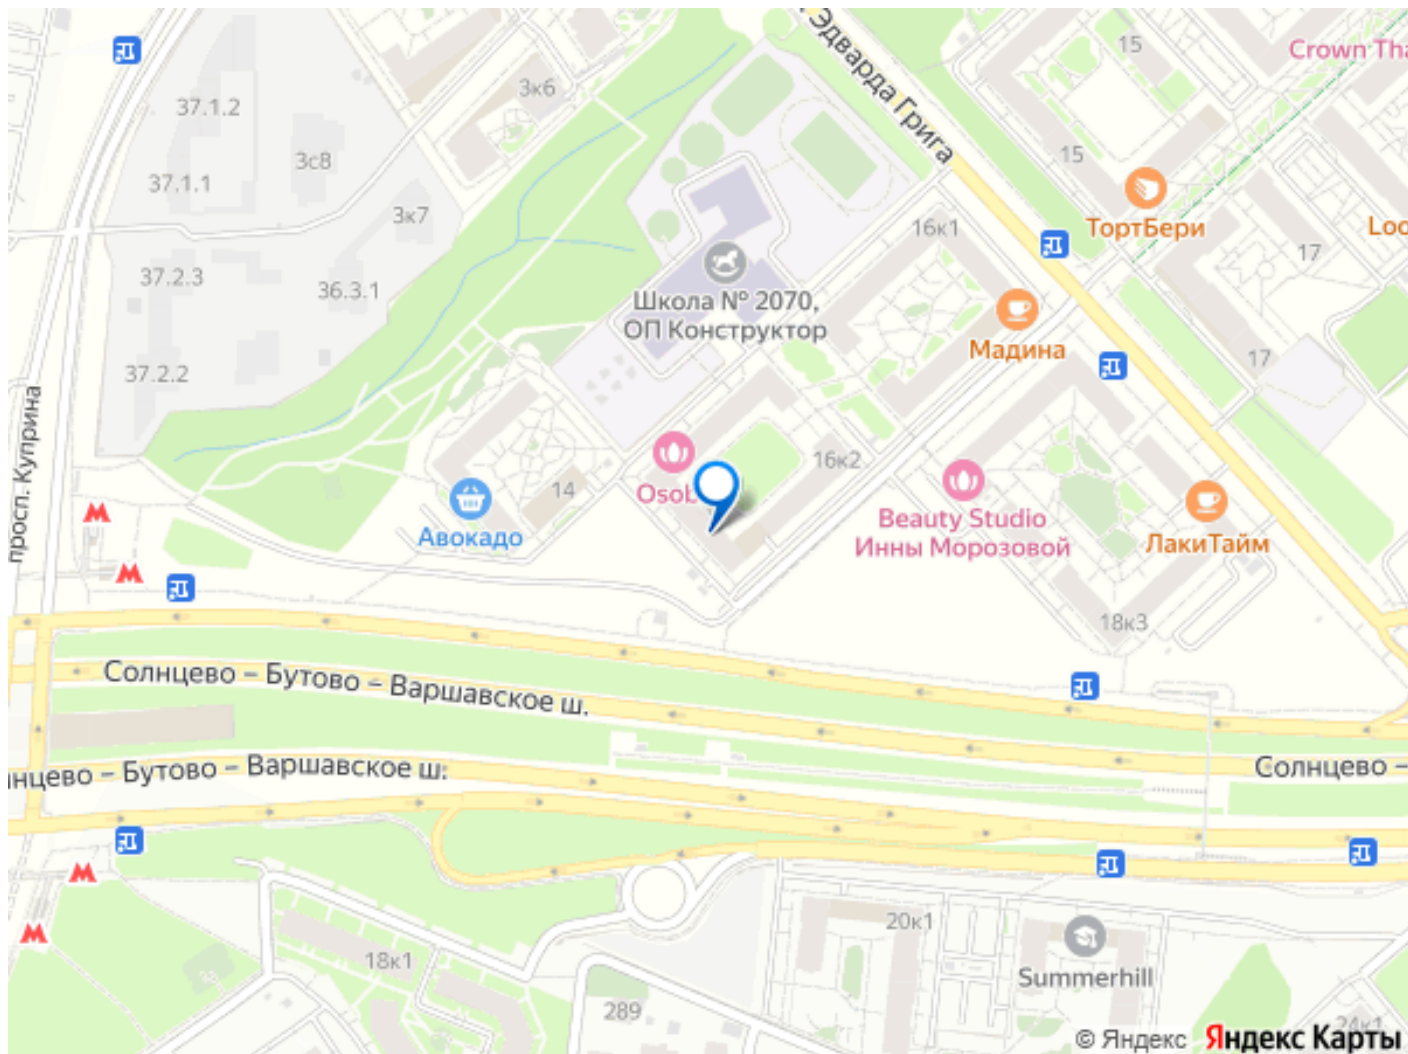 Эдварда Грига
15
Crown Tha
3к6
37.1.2
3с8
15
37.1.1
3к7
ТортБери
Loo
16к1
17
37.2.3
36.3.1
Школа № 2070,
ОП Конструктор
Мадина
17
37.2.2
просп. Куприна
16к2
14
Osob
Авокадо
Beauty Studio
Инны Морозовой
ЛакиТайм
18к3
Солнцево – Бутово – Варшавское ш.
нцево – Бутово – Варшавское ш.
Солнцево –
20к1
18к1
Summerhill
289
24к1
© Яндекс Яндекс Карты